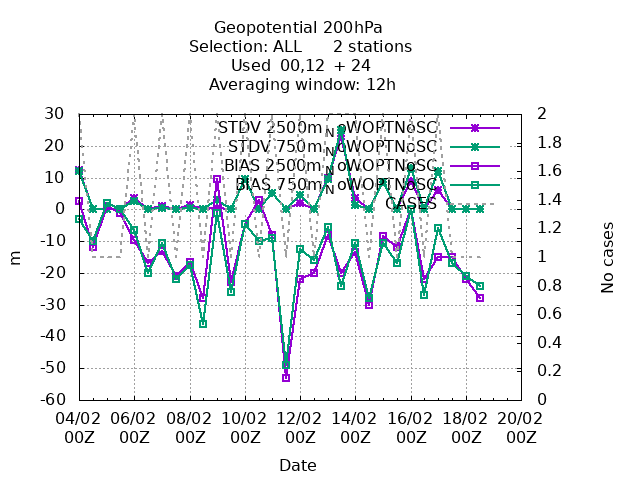 Geopotential 200hPa
Selection: ALL 2 stations
Used 00,12 + 24
Averaging window: 12h
30 2
STDV 2500m_NoWOPTNoSC
20 1.8
STDV 750m_NoWOPTNoSC
10 1.6
BIAS 2500m_NoWOPTNoSC
BIAS 750m_NoWOPTNoSC
0 1.4
CASES
-10 1.2
-20 1
-30 0.8
-40 0.6
-50 0.4
0.2
-60 0
m
No cases
04/02 06/02 08/02 10/02 12/02 14/02 16/02 18/02 20/02
00Z 00Z 00Z 00Z 00Z 00Z 00Z 00Z 00Z
Date